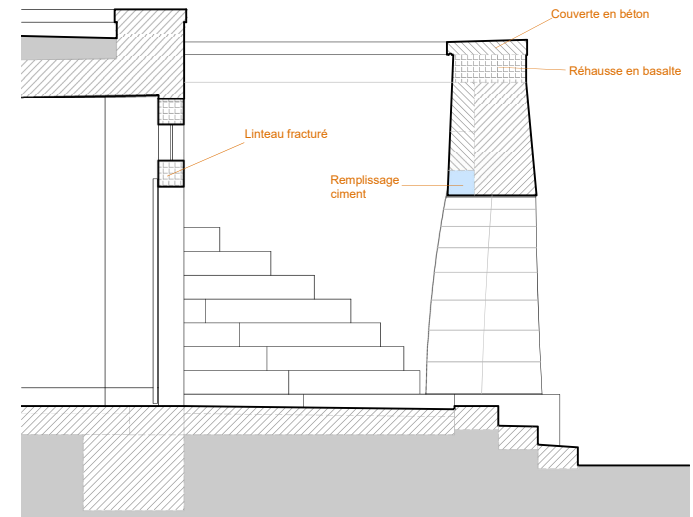 Couverte en béton
Réhausse en basalte
Linteau fracturé
Remplissage
ciment